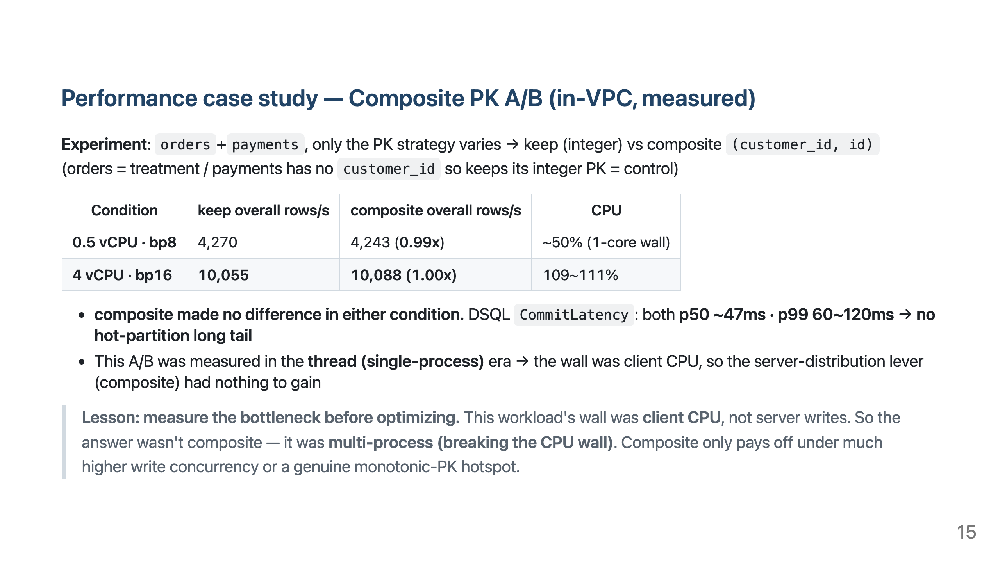 Performance case study — Composite PK A/B (in-VPC, measured)
Experiment: orders+payments, only the PK strategy varies → keep (integer) vs composite (customer_id, id)
(orders = treatment / payments has no customer_id so keeps its integer PK = control)
Condition keep overall rows/s composite overall rows/s CPU
0.5 vCPU · bp8 4,270 4,243 (0.99x) ~50% (1-core wall)
4 vCPU · bp16 10,055 10,088 (1.00x) 109~111%
• composite made no difference in either condition. DSQL CommitLatency: both p50 ~47ms · p99 60~120ms → no
hot-partition long tail
• This A/B was measured in the thread (single-process) era → the wall was client CPU, so the server-distribution lever
(composite) had nothing to gain
Lesson: measure the bottleneck before optimizing. This workload's wall was client CPU, not server writes. So the
answer wasn't composite — it was multi-process (breaking the CPU wall). Composite only pays off under much
higher write concurrency or a genuine monotonic-PK hotspot.
15